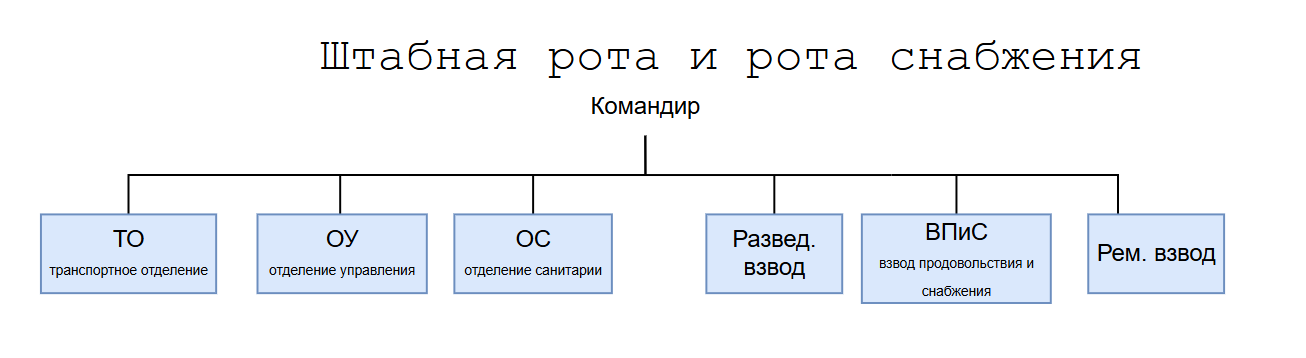 Штабная рота и рота снабжения
Командир
ТО
транспортное отделение
ОУ
отделение управления
ОС
отделение санитарии
Развед.
взвод
ВПиС
взвод продовольствия и
снабжения
Рем. взвод